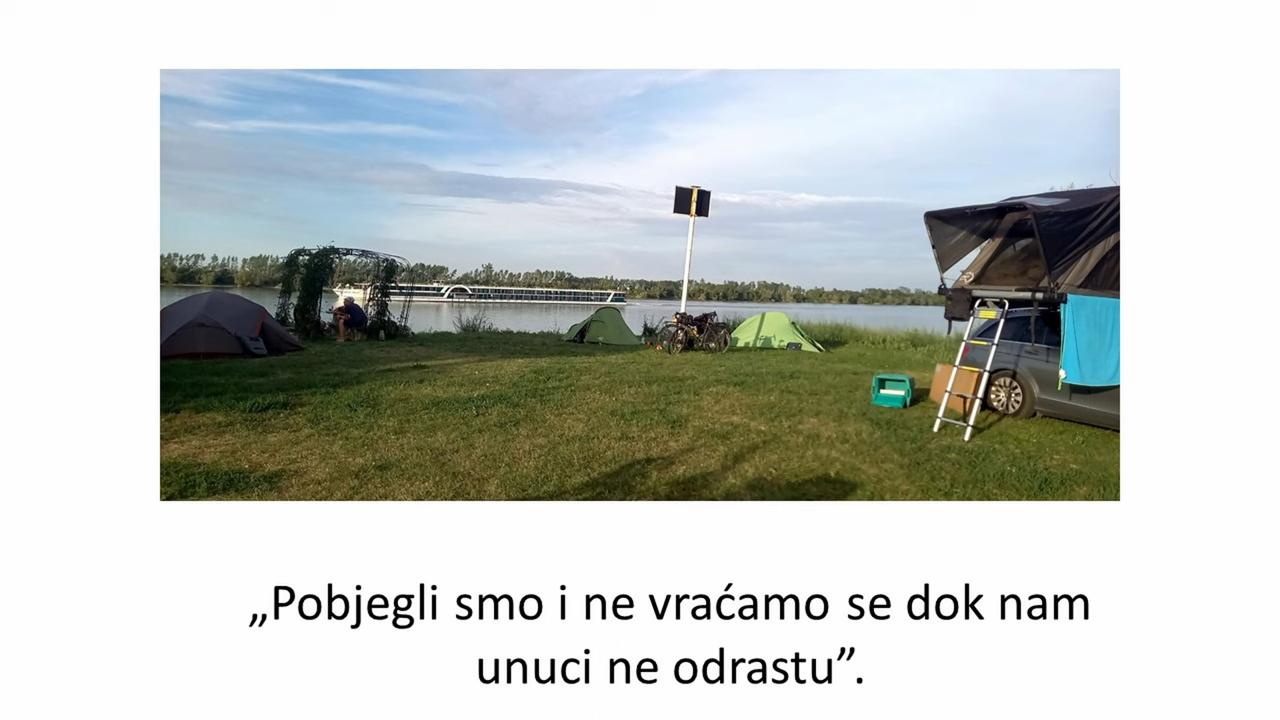 „Pobjegli smo i ne vraćamo se dok nam
unuci ne odrastu”.